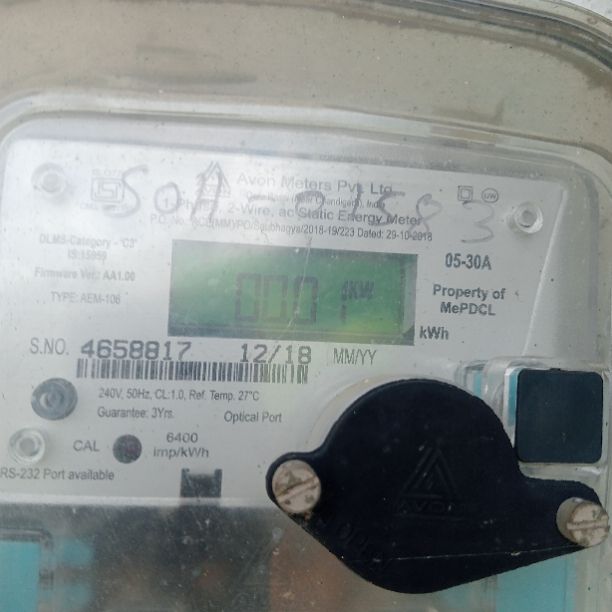 Avon Meters Pvt. Ltd.
2-Wire, ac Static Energy Meter
Dated: 29-10-2018
DLMS-Category - 'C3'
IS:15959
Firmware Ver.: AA1.00
TYPE: AEM-106
05-30A
Property of
MePDCL
KW
kWh
S.NO. 4658817 12/18 MM/YY
240V, 50Hz, CL:1.0, Ref. Temp. 27°C
Guarantee: 3Yrs. Optical Port
CAL 6400
imp/kWh
RS-232 Port available
AVON